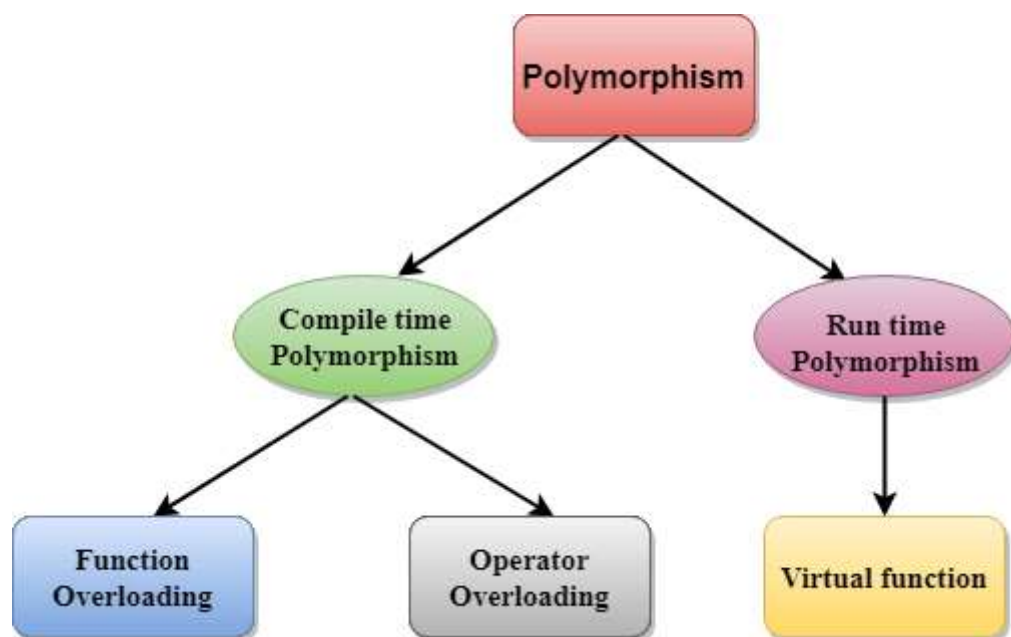 Polymorphism
Compile time
Polymorphism
Run time
Polymorphism
Function
Overloading
Operator
Overloading
Virtual function